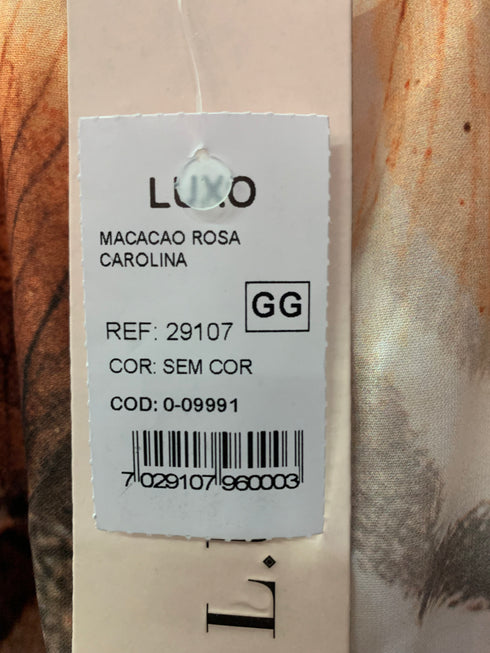 LUXO
MACACAO ROSA
CAROLINA
GG
REF: 29107
COR: SEM COR
COD: 0-09991
7 029107 960003
L.